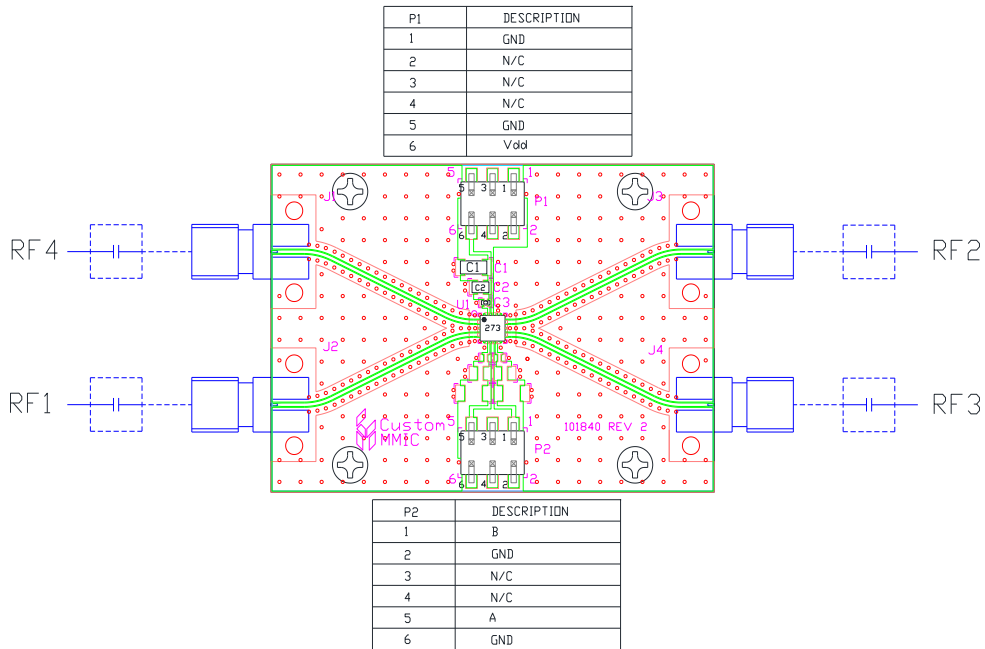 P1 DESCRIPTION
1 GND
2 N/C
3 N/C
4 N/C
5 GND
6 Vdd
5 1
J1 5 3 1 J3
P1
6 4 2
6 2
RF4 RF2
C1 C1
C2 C2
U1 C3
273
J2 J4
RF1 RF3
Custom
MMIC
5 1
101840 REV 2
5 3 1
P2
6 4 2
6 2
P2 DESCRIPTION
1 B
2 GND
3 N/C
4 N/C
5 A
6 GND